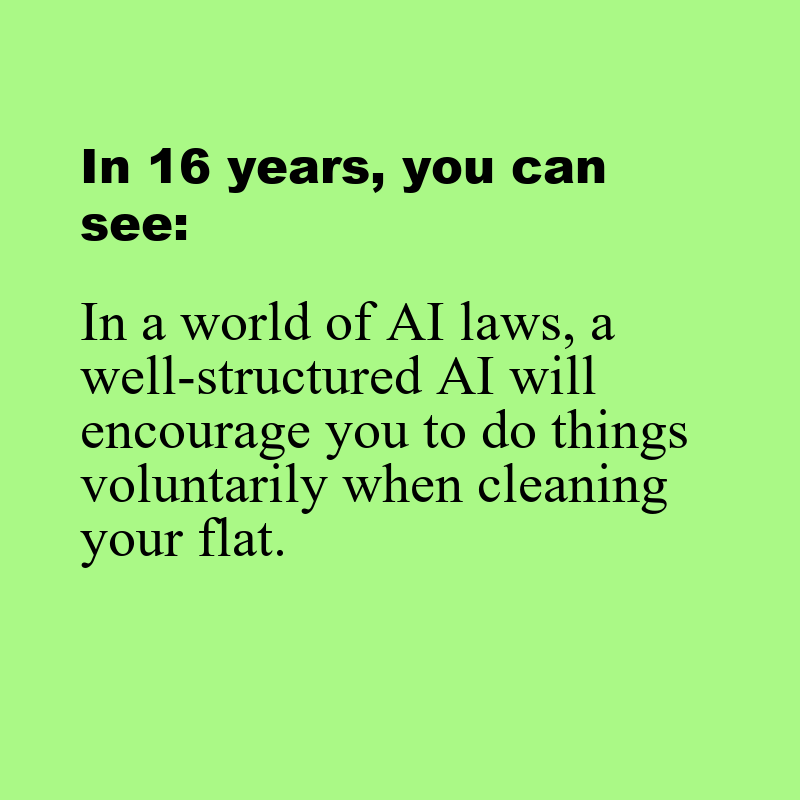 In 16 years, you can
see:
In a world of AI laws, a
well-structured AI will
encourage you to do things
voluntarily when cleaning
your flat.